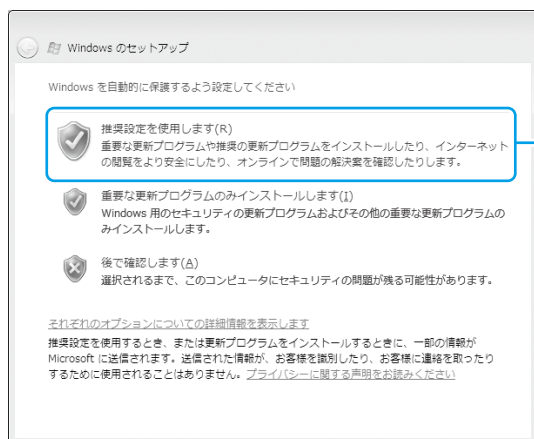 Windows のセットアップ
Windows を自動的に保護するよう設定してください
推奨設定を使用します(R)
重要な更新プログラムや推奨の更新プログラムをインストールしたり、インターネット
の閲覧をより安全にしたり、オンラインで問題の解決案を確認したりします。
重要な更新プログラムのみインストールします(I)
Windows 用のセキュリティの更新プログラムおよびその他の重要な更新プログラムの
みインストールします。
後で確認します(A)
選択されるまで、このコンピュータにセキュリティの問題が残る可能性があります。
それぞれのオプションについての詳細情報を表示します
推奨設定を使用するとき、または更新プログラムをインストールするときに、一部の情報が
Microsoft に送信されます。送信された情報が、お客様を識別したり、お客様に連絡を取ったり
するために使用されることはありません。プライバシーに関する声明をお読みください